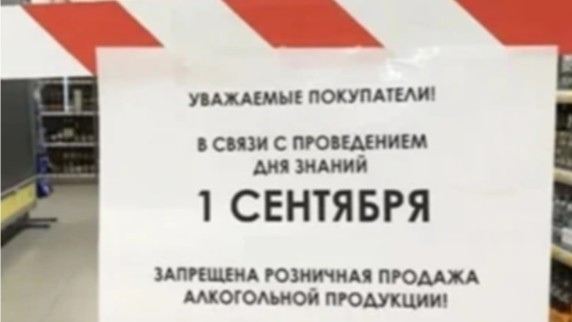 УВАЖАЕМЫЕ ПОКУПАТЕЛИ!
В СВЯЗИ С ПРОВЕДЕНИЕМ
ДНЯ ЗНАНИЙ
1 СЕНТЯБРЯ
ЗАПРЕЩЕНА РОЗНИЧНАЯ ПРОДАЖА
АЛКОГОЛЬНОЙ ПРОДУКЦИИ!